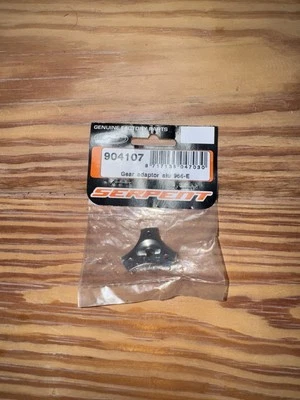 GENUINE FACTORY PARTS
904107
Gear adaptor alu 966-E
SERPENT